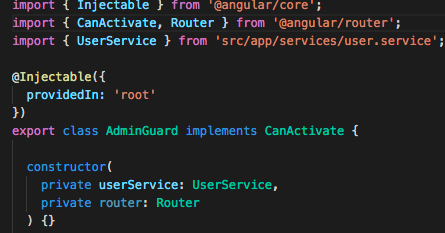 import { Injectable } from '@angular/core';
import { CanActivate, Router } from '@angular/router';
import { UserService } from 'src/app/services/user.service';
@Injectable({
providedIn: 'root'
})
export class AdminGuard implements CanActivate {
constructor(
private userService: UserService,
private router: Router
) {}